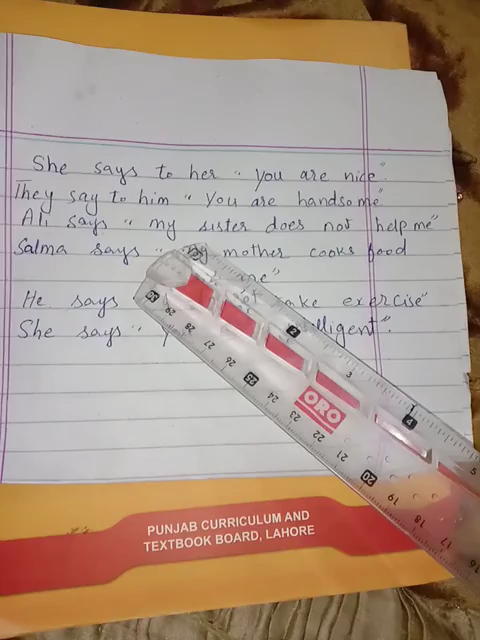 She says to her " you are nice".
They say to him " you are handsome"
Ali says " my sister does not help me"
Salma says " mother cooks food
me"
He says make exercise"
She says "
ORO
PUNJAB CURRICULUM AND
TEXTBOOK BOARD, LAHORE